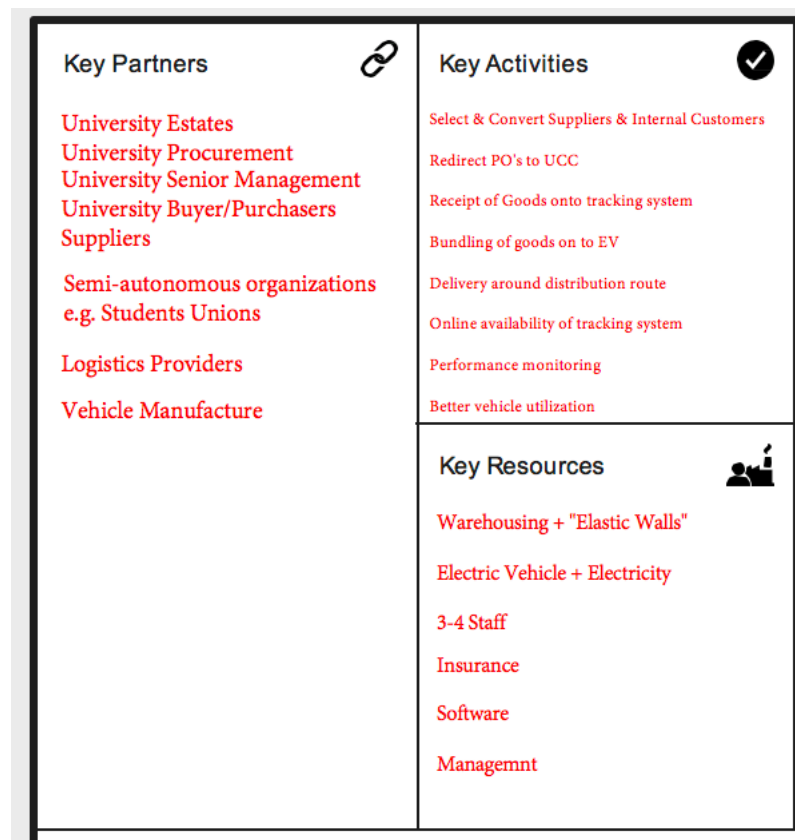 Key Partners
University Estates
University Procurement
University Senior Management
University Buyer/Purchasers
Suppliers
Semi-autonomous organizations
e.g. Students Unions
Logistics Providers
Vehicle Manufacture
Key Activities
Select & Convert Suppliers & Internal Customers
Redirect PO's to UCC
Receipt of Goods onto tracking system
Bundling of goods on to EV
Delivery around distribution route
Online availability of tracking system
Performance monitoring
Better vehicle utilization
Key Resources
Warehousing + "Elastic Walls"
Electric Vehicle + Electricity
3-4 Staff
Insurance
Software
Managemnt